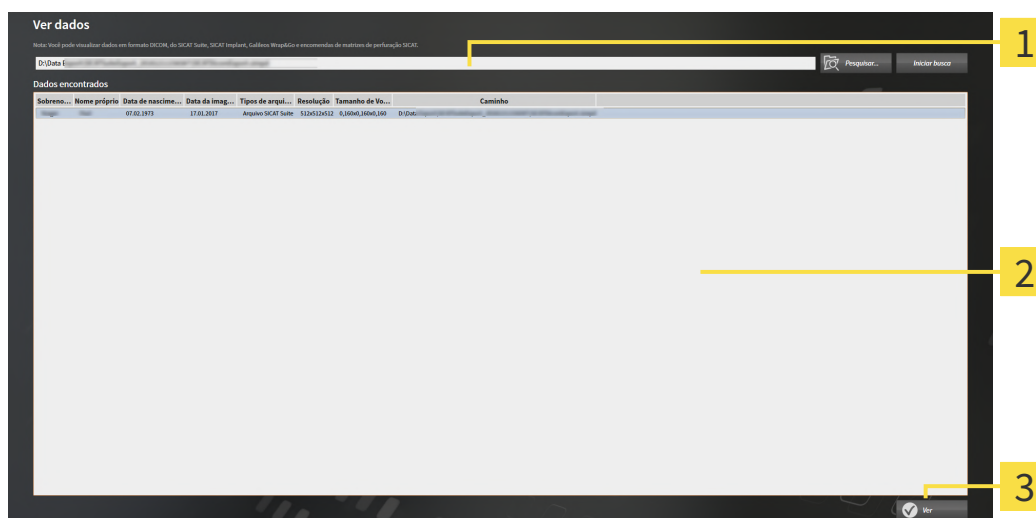 Ver dados
Nota: Você pode visualizar dados em formato DICOM, do SICAT Suite, SICAT Implant, Galileos Wrap&Go e encomendas de matrizes de perfuração SICAT.
1
D:\Data E
Pesquisar... Iniciar busca
Dados encontrados
Sobreno... Nome próprio Data de nascime... Data da imag... Tipos de arqui... Resolução Tamanho de Vo... Caminho
07.02.1973 17.01.2017 Arquivo SICAT Suite 512x512x512 0,160x0,160x0,160 D:\Dat
2
3
Ver